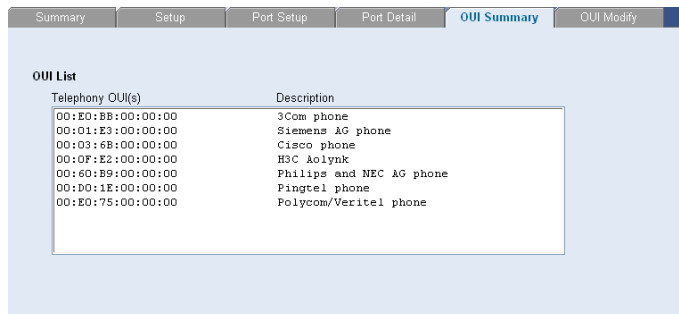 Summary Setup Port Setup Port Detail OUI Summary OUI Modify
OUI List
Telephony OUI(s) Description
00:E0:BB:00:00:00 3Com phone
00:01:E3:00:00:00 Siemens AG phone
00:03:6B:00:00:00 Cisco phone
00:0F:E2:00:00:00 H3C Aolynk
00:60:B9:00:00:00 Philips and NEC AG phone
00:D0:1E:00:00:00 Pingtel phone
00:E0:75:00:00:00 Polycom/Veritel phone